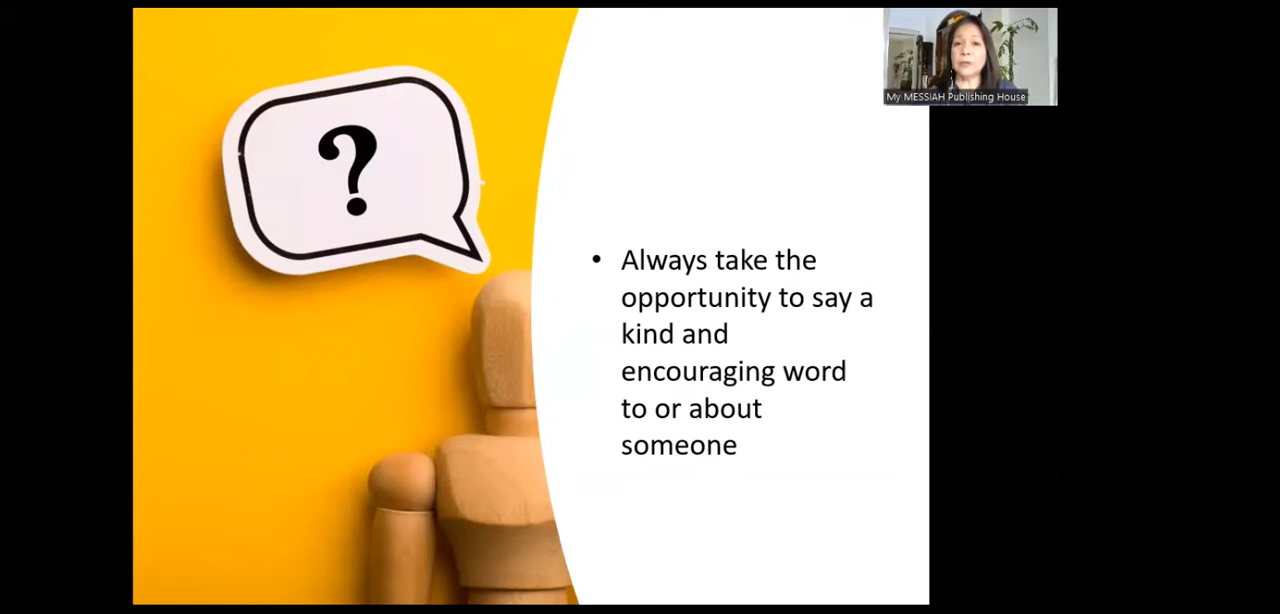 My MESSIAH Publishing House
?
• Always take the
opportunity to say a
kind and
encouraging word
to or about
someone